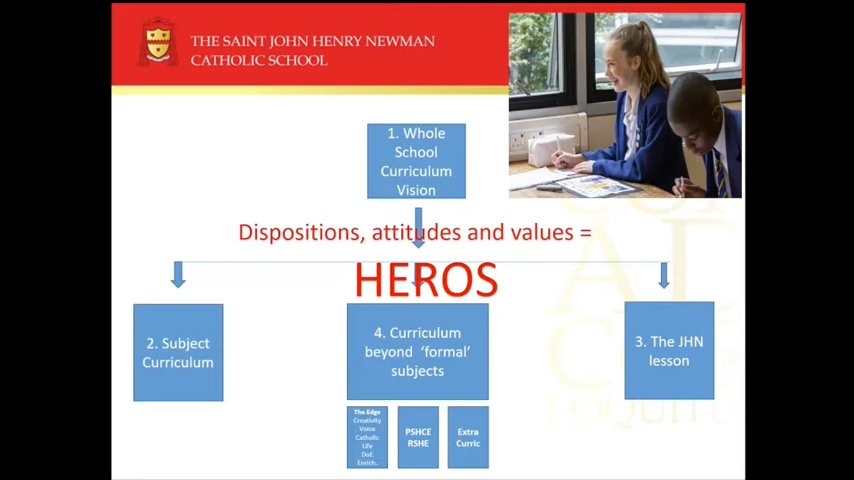 THE SAINT JOHN HENRY NEWMAN
CATHOLIC SCHOOL
1. Whole
School
Curriculum
Vision
Dispositions, attitudes and values =
HEROS
2. Subject
Curriculum
4. Curriculum
beyond 'formal'
subjects
3. The JHN
lesson
The Edge
Creativity
Voice
Catholic
Life
DoE
Enrich.
PSHCE
RSHE
Extra
Curric